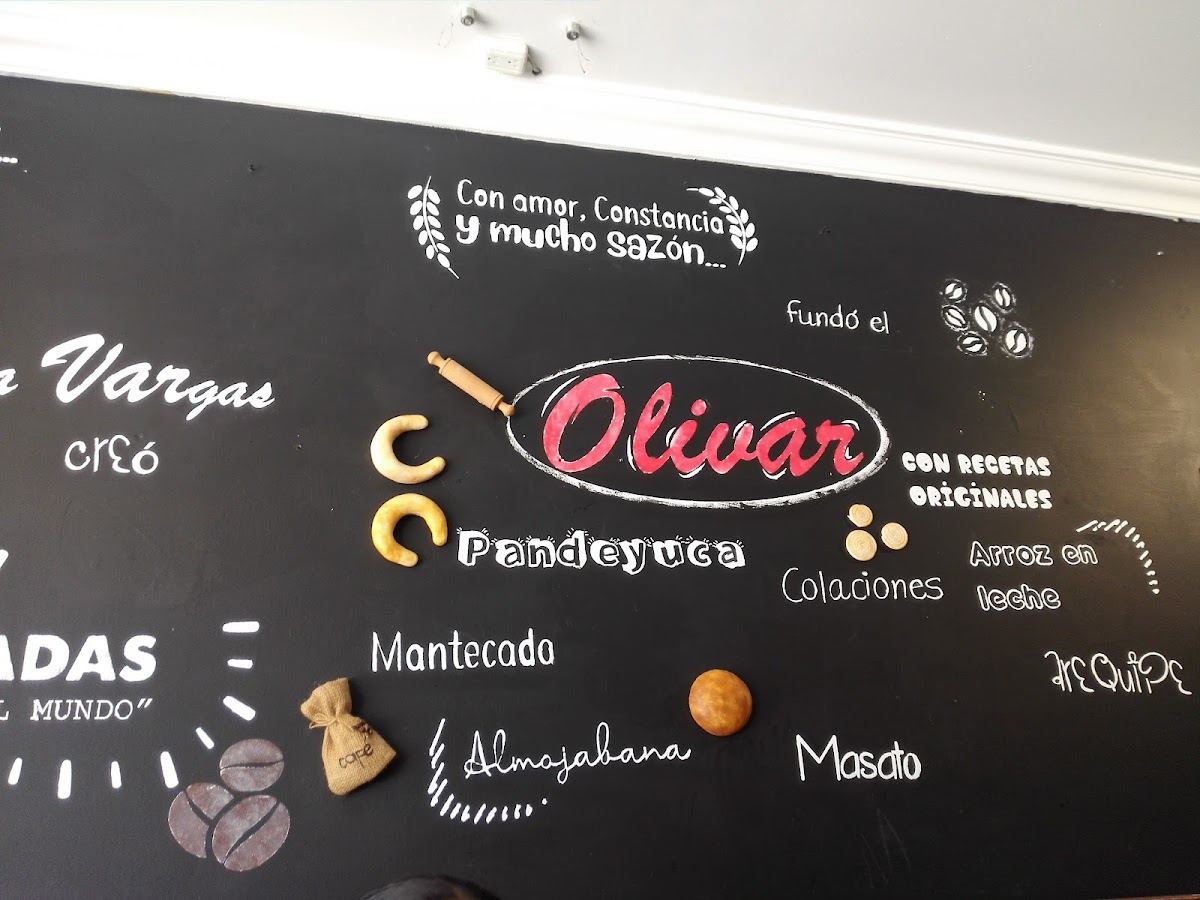 Con amor, Constancia
y mucho sazón...
fundó el
Vargas
creó
Olivar
CON RECETAS
ORIGINALES
Pandeyuca
Colaciones
Arroz en
leche
Mantecada
ADAS
L MUNDO"
café
Almojabana
Masato
arEQuiPE